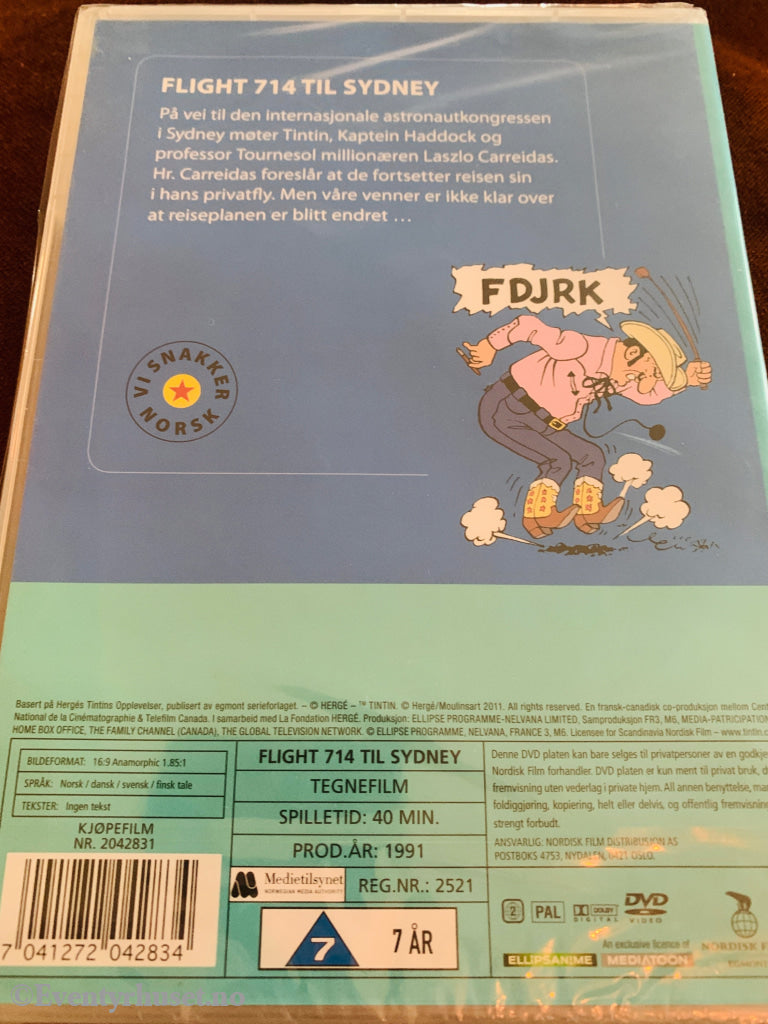 FLIGHT 714 TIL SYDNEY
På vei til den internasjonale astronautkongressen
i Sydney møter Tintin, Kaptein Haddock og
professor Tournesol millionæren Laszlo Carreidas.
Hr. Carreidas foreslår at de fortsetter reisen sin
i hans privatfly. Men våre venner er ikke klar over
at reiseplanen er blitt endret ...
FDJRK
VI SNAKKER
NORSK
Basert på Hergés Tintins Opplevelser, publisert av egmont serieforlaget. – © HERGÉ – ™ TINTIN. © Hergé/Moulinsart 2011. All rights reserved. En fransk-canadisk co-produksjon mellom Cent
National de la Cinématographie & Telefilm Canada. I samarbeid med La Fondation HERGÉ. Produksjon: ELLIPSE PROGRAMME-NELVANA LIMITED, Samproduksjon FR3, M6, MEDIA-PATRICIPATION
HOME BOX OFFICE, THE FAMILY CHANNEL (CANADA), THE GLOBAL TELEVISION NETWORK. © ELLIPSE PROGRAMME, NELVANA, FRANCE 3, M6. Licensee for Scandinavia Nordisk Film – www.tintin.c
BILDEFORMAT: 16:9 Anamorphic 1.85:1
SPRÅK: Norsk / dansk / svensk / finsk tale
TEKSTER: Ingen tekst
KJØPEFILM
NR. 2042831
7 041272 042834
FLIGHT 714 TIL SYDNEY
TEGNEFILM
SPILLETID: 40 MIN.
PROD.ÅR: 1991
Medietilsynet
NORWEGIAN MEDIA AUTHORITY
REG.NR.: 2521
7
7 ÅR
Denne DVD platen kan bare selges til privatpersoner av en godkje
Nordisk Film forhandler. DVD platen er kun ment til privat bruk, d
fremvisning uten vederlag i private hjem. All annen benyttelse, ma
foldiggjøring, kopiering, helt eller delvis, og offentlig fremvisnin
strengt forbudt.
ANSVARLIG: NORDISK FILM DISTRIBUSJON AS
POSTBOKS 4753, NYDALEN, 0421 OSLO.
2
PAL
DOLBY
DIGITAL
DVD
VIDEO
An exclusive licence of
ELLIPSANIME
MEDIATOON
NORDISK F
EGMONT
©Eventyrhuset.no